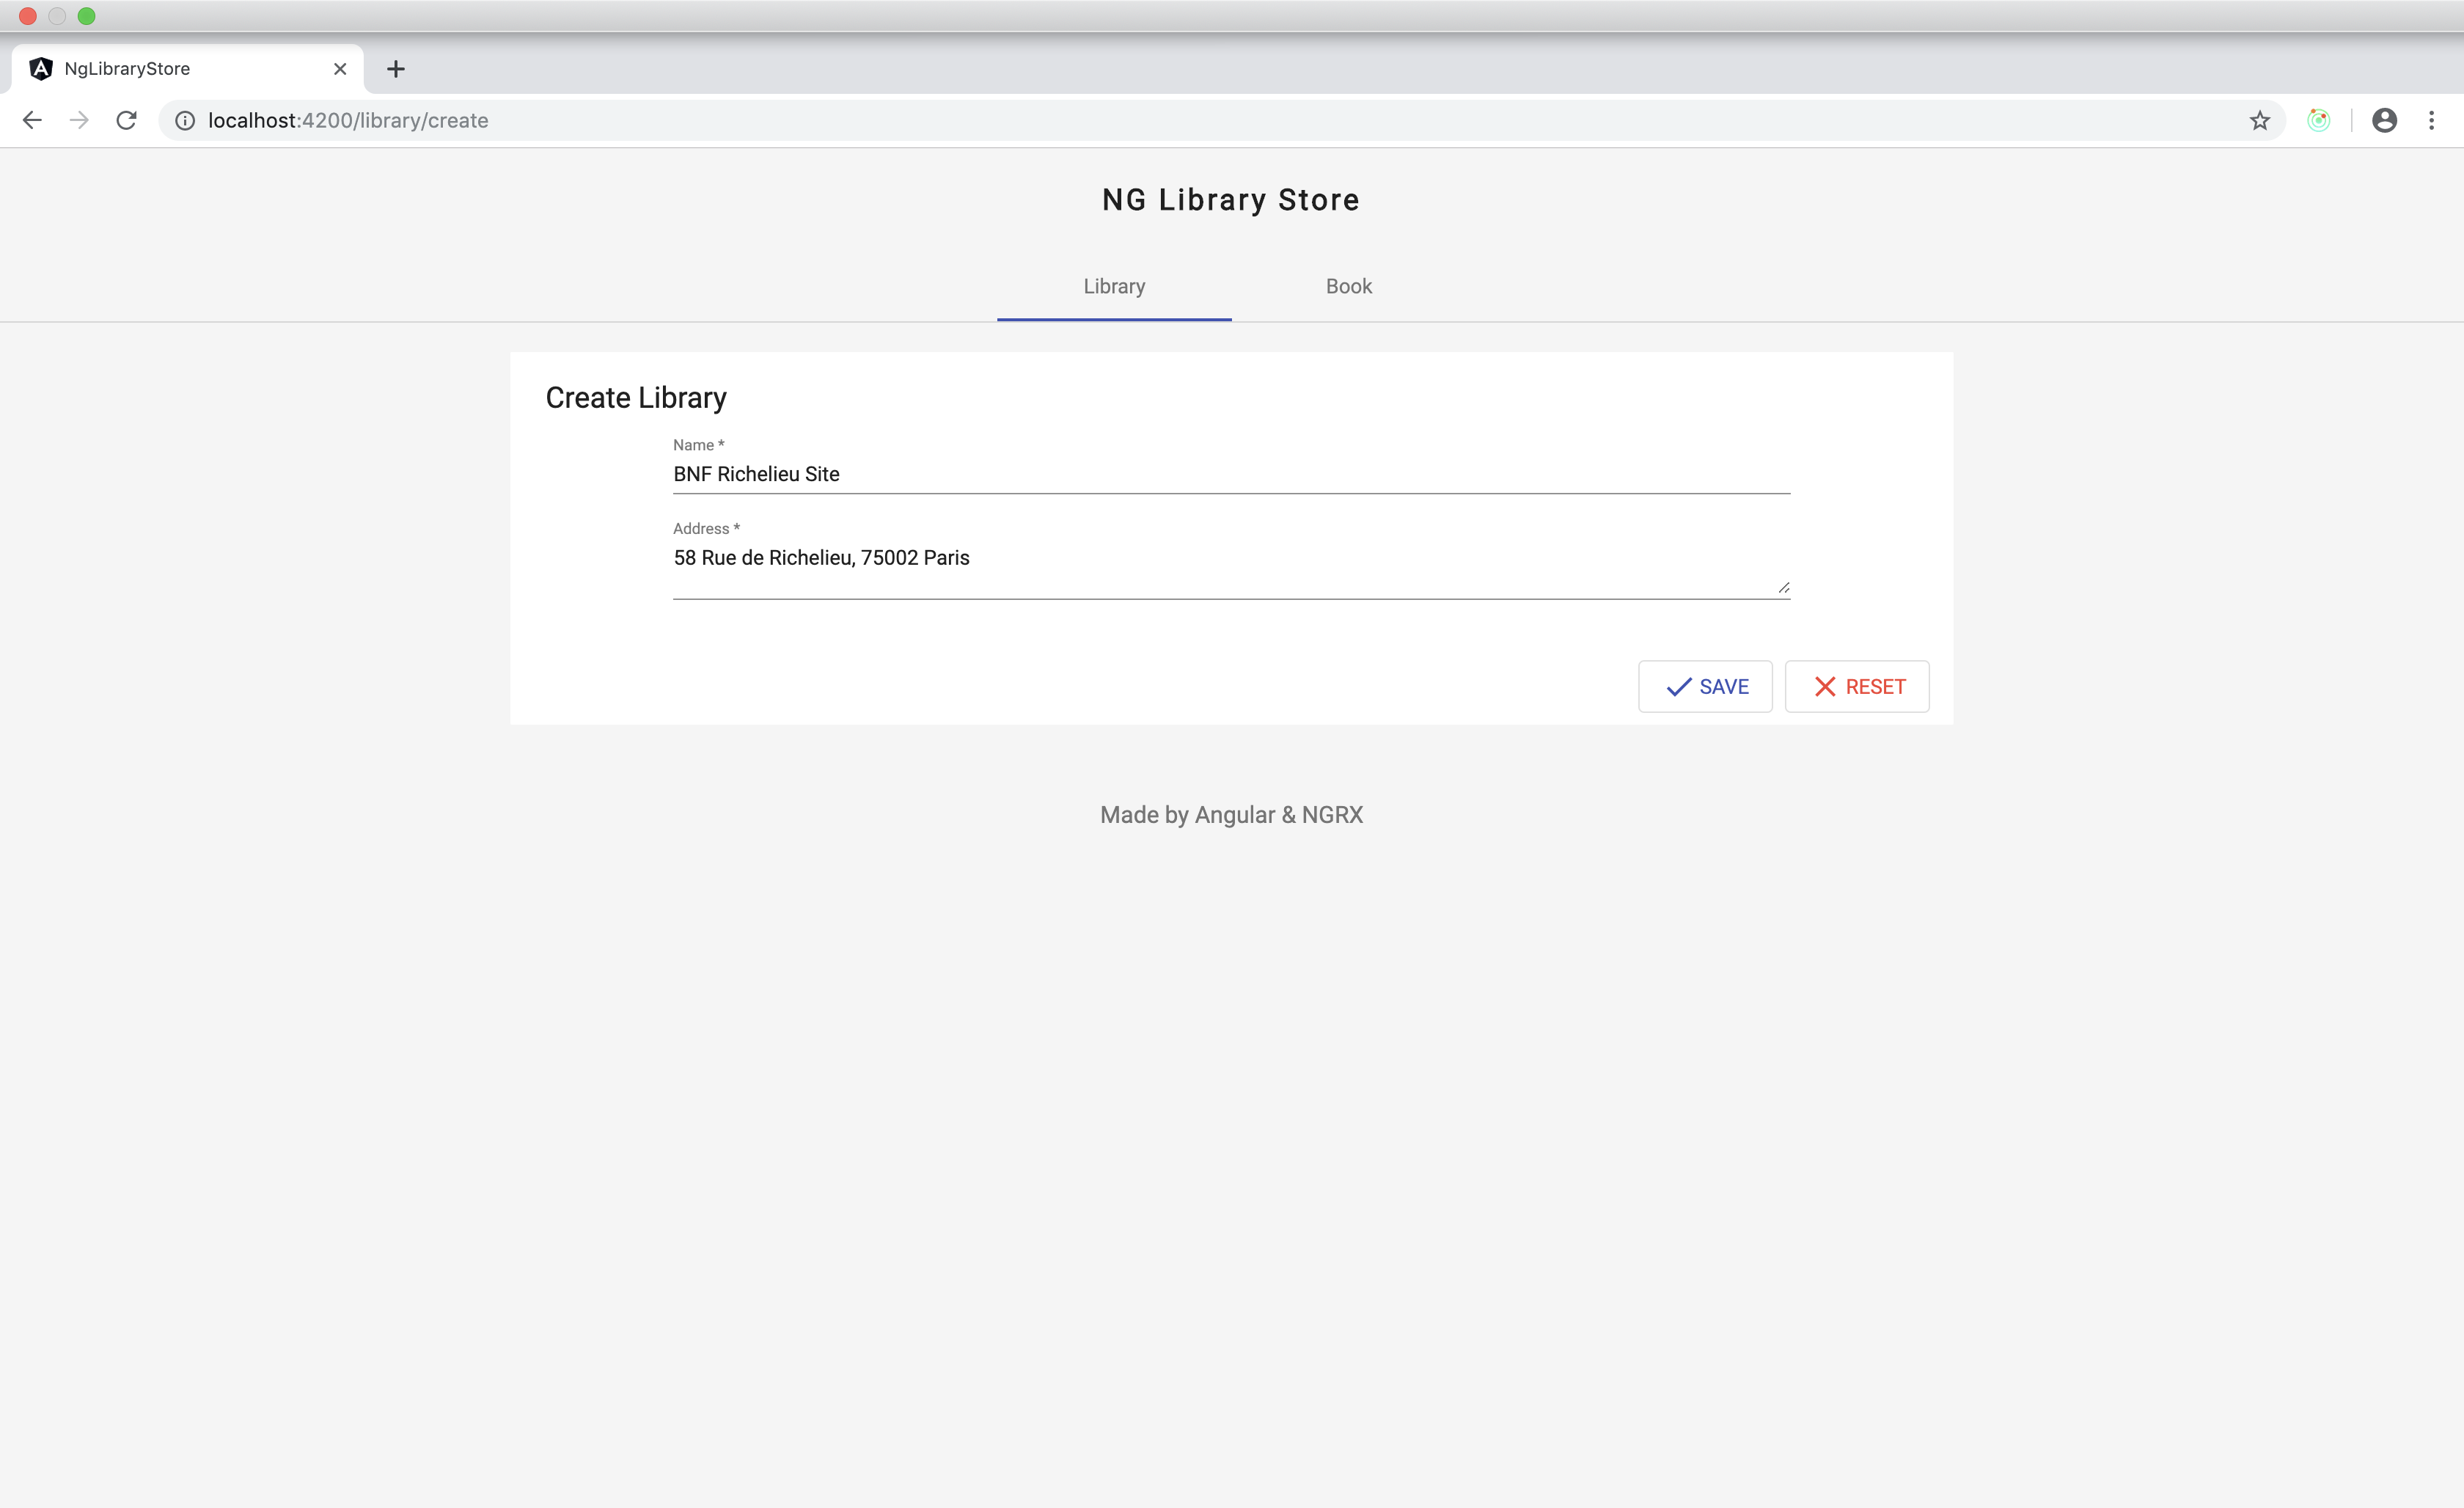 NgLibraryStore
localhost:4200/library/create
NG Library Store
Library
Book
Create Library
Name *
BNF Richelieu Site
Address *
58 Rue de Richelieu, 75002 Paris
SAVE
RESET
Made by Angular & NGRX